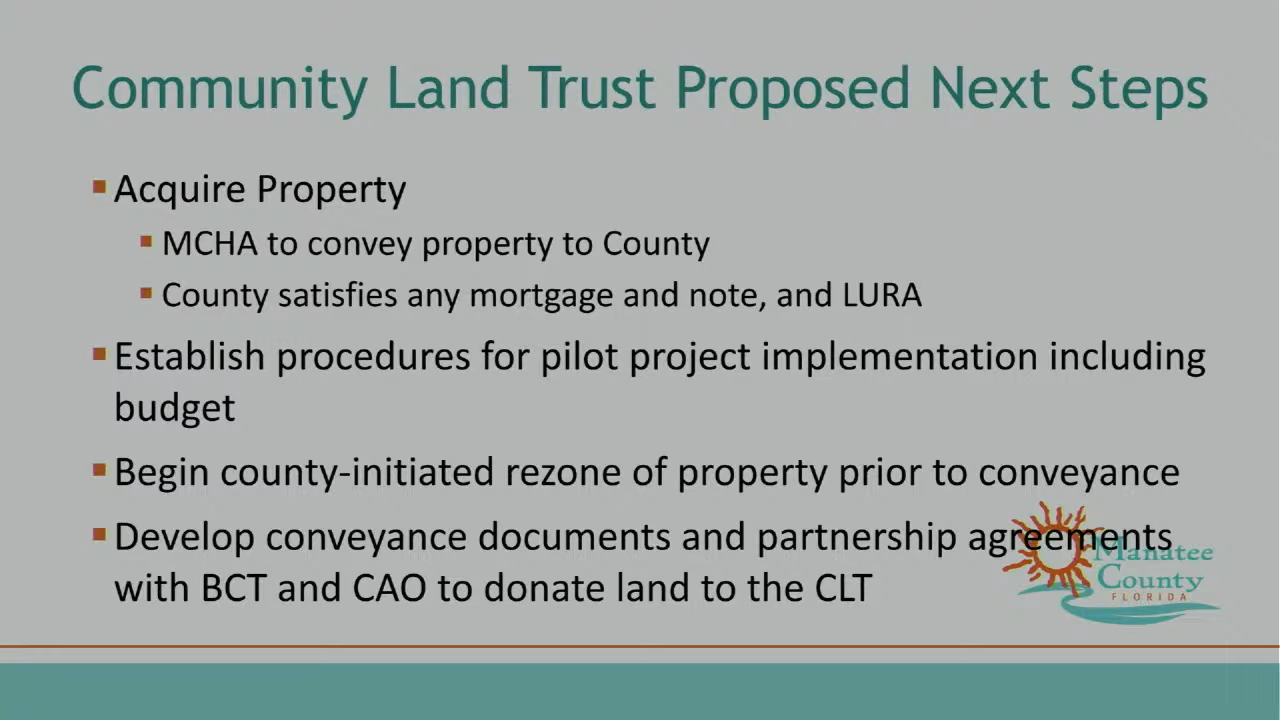 Community Land Trust Proposed Next Steps
Acquire Property
MCHA to convey property to County
County satisfies any mortgage and note, and LURA
Establish procedures for pilot project implementation including
budget
Begin county-initiated rezone of property prior to conveyance
Develop conveyance documents and partnership agreements
with BCT and CAO to donate land to the CLT
Manatee
County
FLORIDA